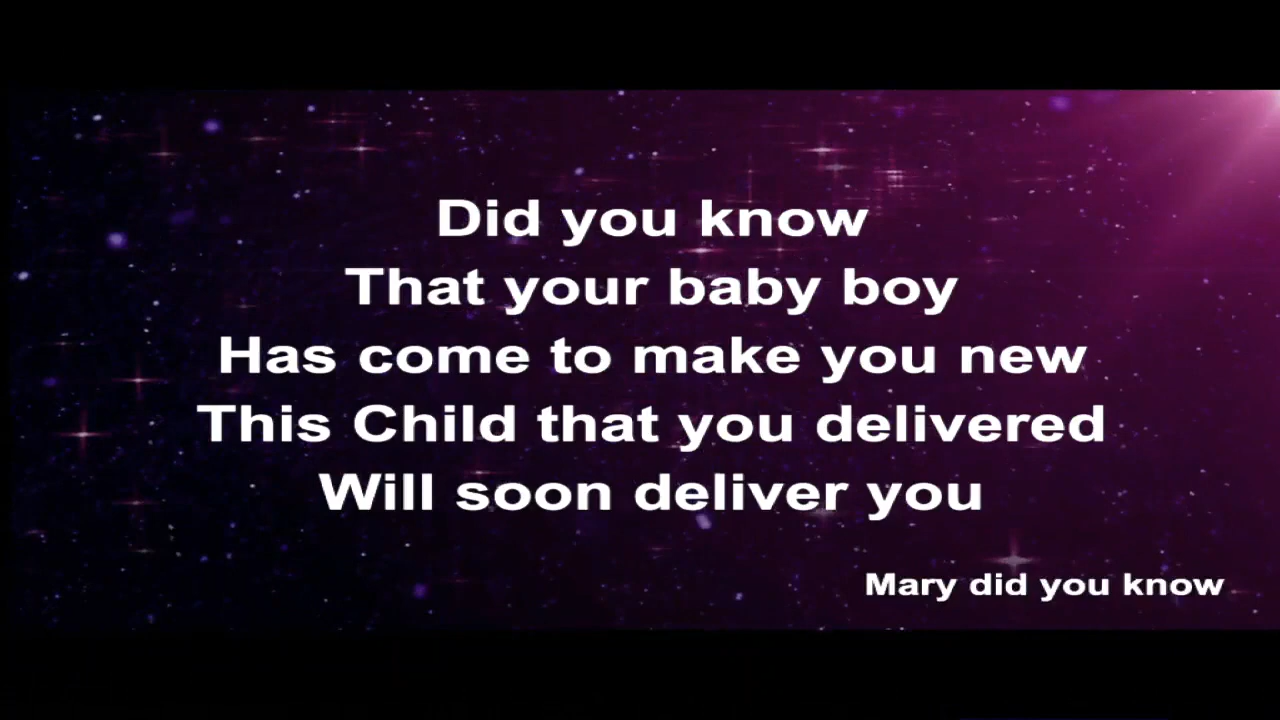 Did you know
That your baby boy
Has come to make you new
This Child that you delivered
Will soon deliver you
Mary did you know